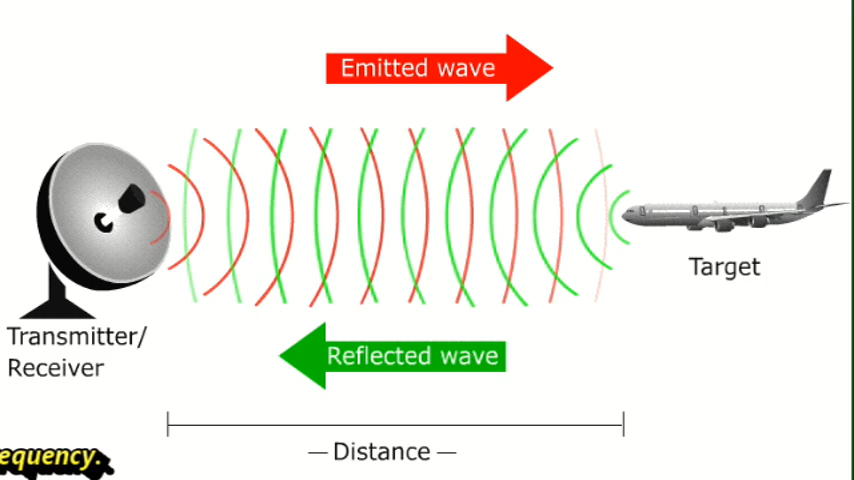 Emitted wave
Target
Transmitter/
Receiver
Reflected wave
— Distance —
equency.